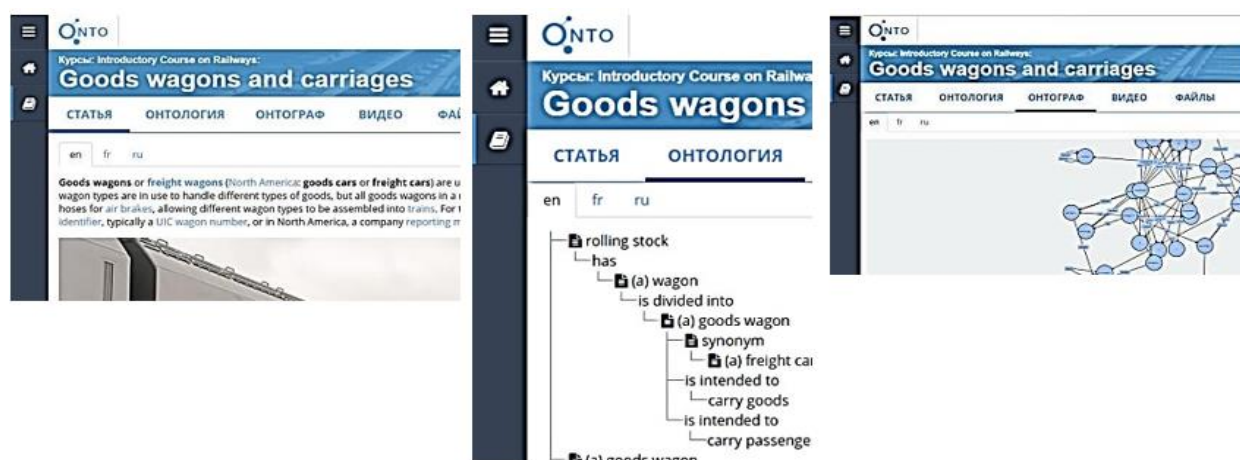 ONTO
Курсы: Introductory Course on Railways:
Goods wagons and carriages
СТАТЬЯ ОНТОЛОГИЯ ОНТОГРАФ ВИДЕО ФАЙ
en fr ru
Goods wagons or freight wagons (North America: goods cars or freight cars) are u
wagon types are in use to handle different types of goods, but all goods wagons in a
hoses for air brakes, allowing different wagon types to be assembled into trains. For t
identifier, typically a UIC wagon number, or in North America, a company reporting m
ONTO
Курсы: Introductory Course on Railwa
Goods wagons
СТАТЬЯ ОНТОЛОГИЯ
en fr ru
rolling stock
has
(a) wagon
is divided into
(a) goods wagon
synonym
(a) freight car
is intended to
carry goods
is intended to
carry passenge
(a) goods wagon
ONTO
Курсы: Introductory Course on Railways:
Goods wagons and carriages
СТАТЬЯ ОНТОЛОГИЯ ОНТОГРАФ ВИДЕО ФАЙЛЫ
en fr ru